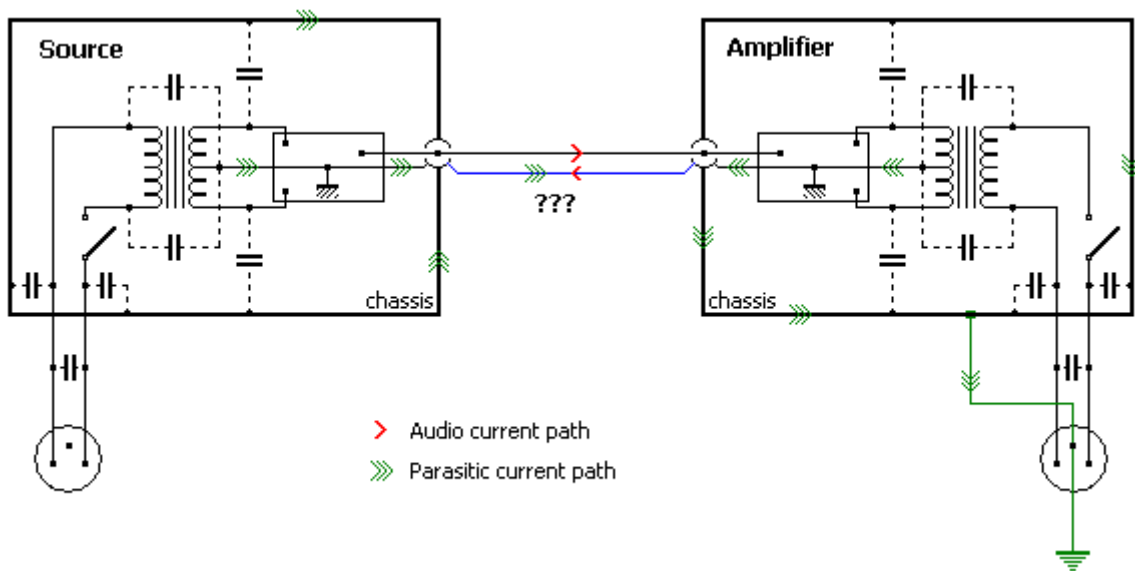 Source
Amplifier
???
chassis
chassis
Audio current path
Parasitic current path